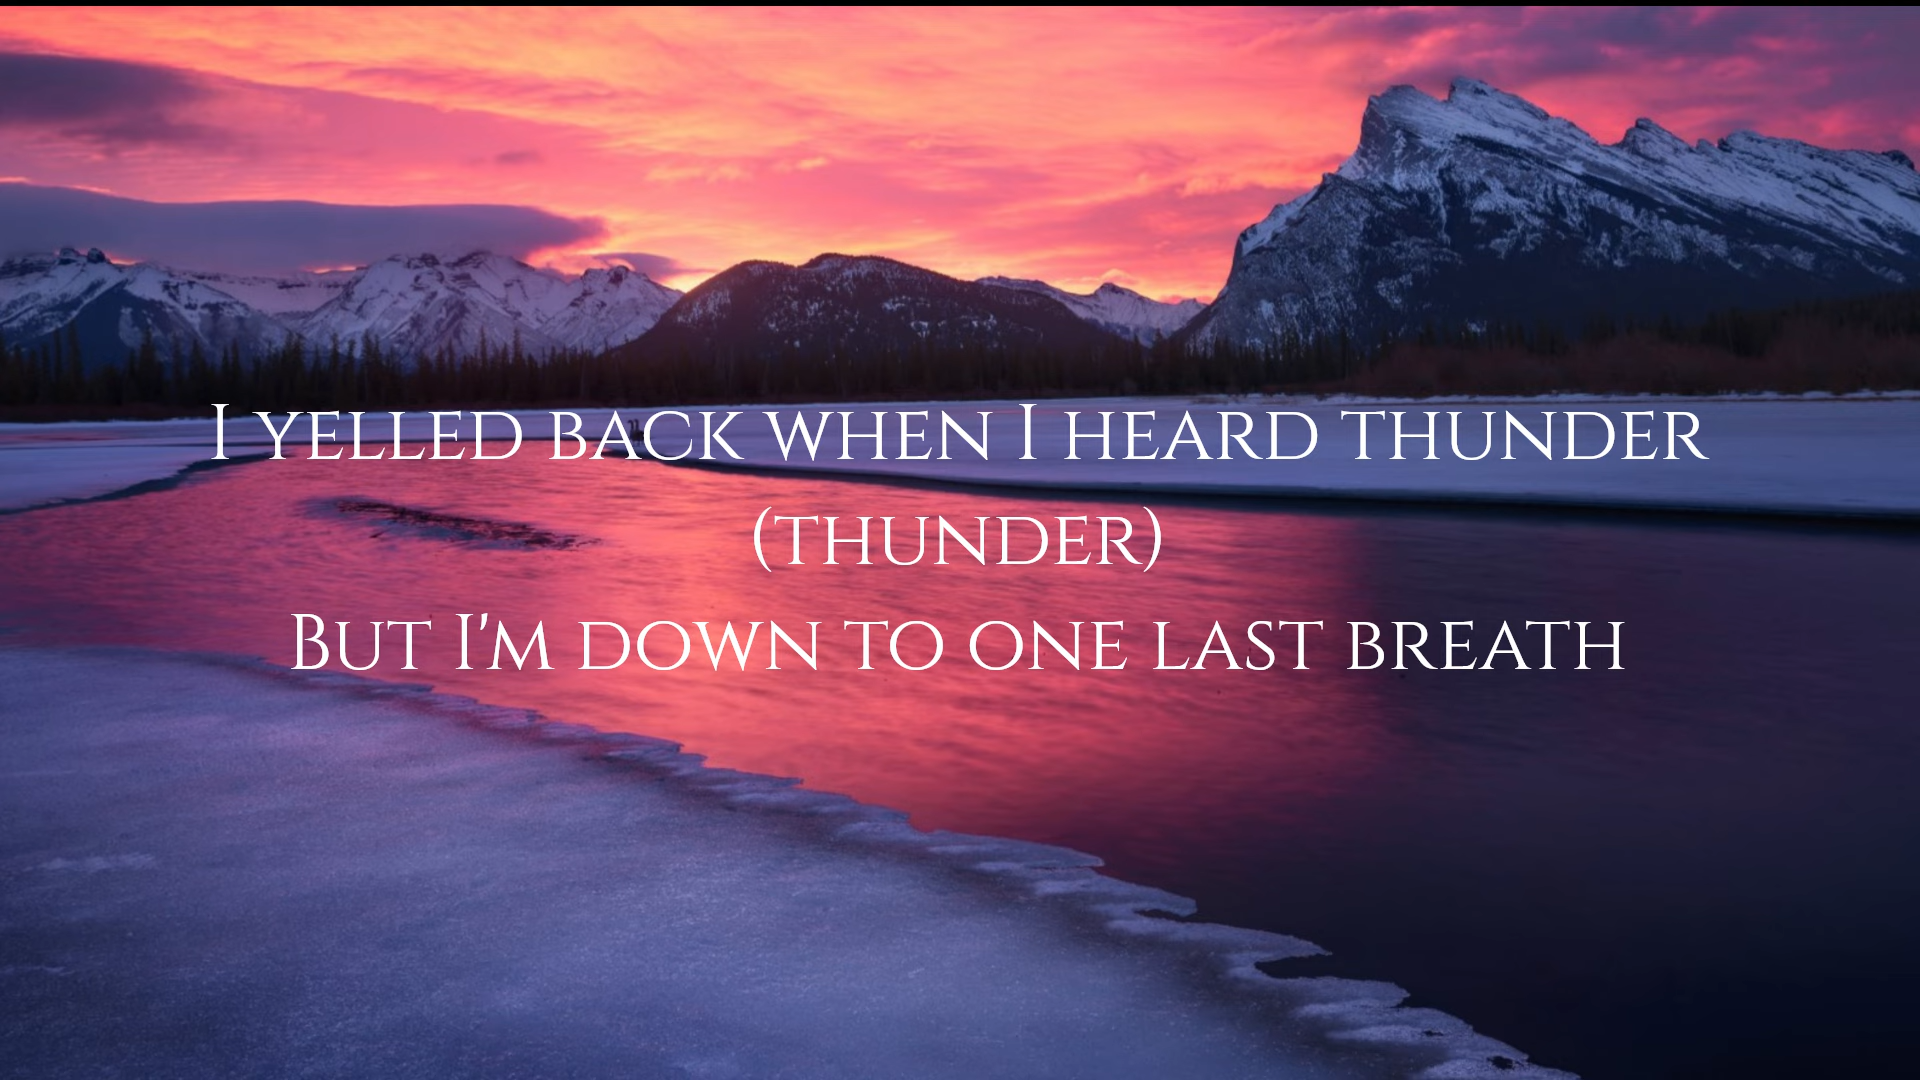 I yelled back when I heard thunder
(thunder)
But I'm down to one last breath